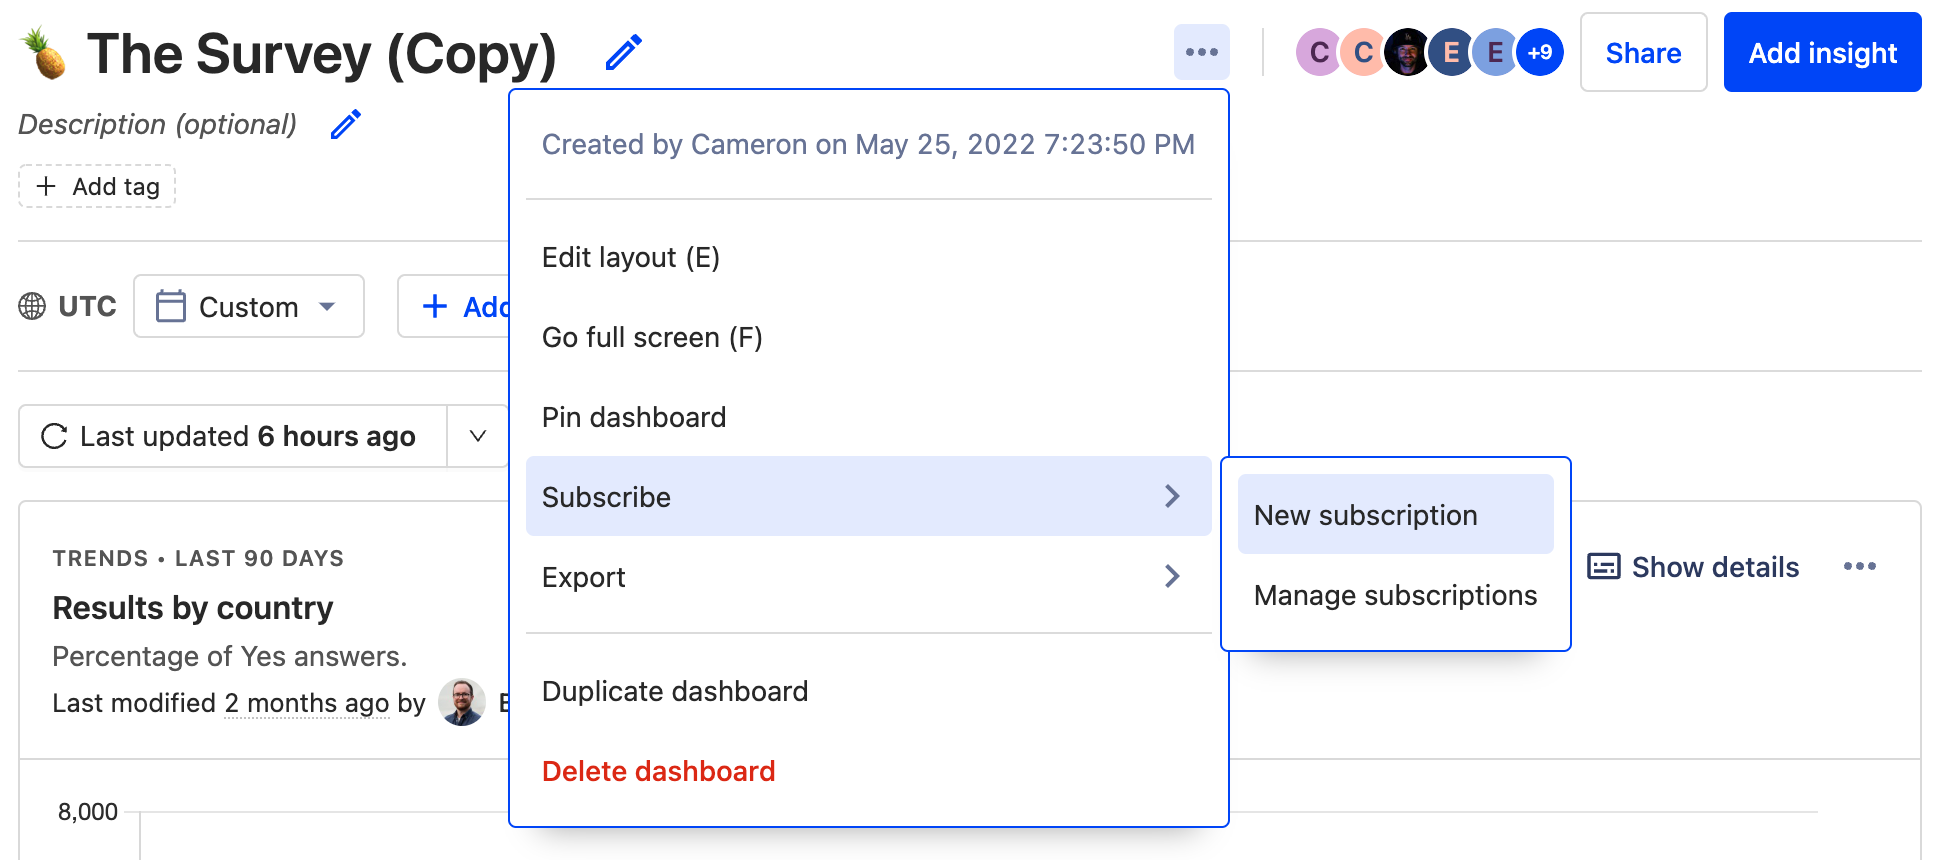 The Survey (Copy)
C C E E +9
Share
Add insight
Description (optional)
+ Add tag
Created by Cameron on May 25, 2022 7:23:50 PM
Edit layout (E)
Go full screen (F)
Pin dashboard
Subscribe
Export
Duplicate dashboard
Delete dashboard
New subscription
Manage subscriptions
UTC
Custom
+ Add
Last updated 6 hours ago
TRENDS • LAST 90 DAYS
Results by country
Percentage of Yes answers.
Last modified 2 months ago by
Show details
8,000